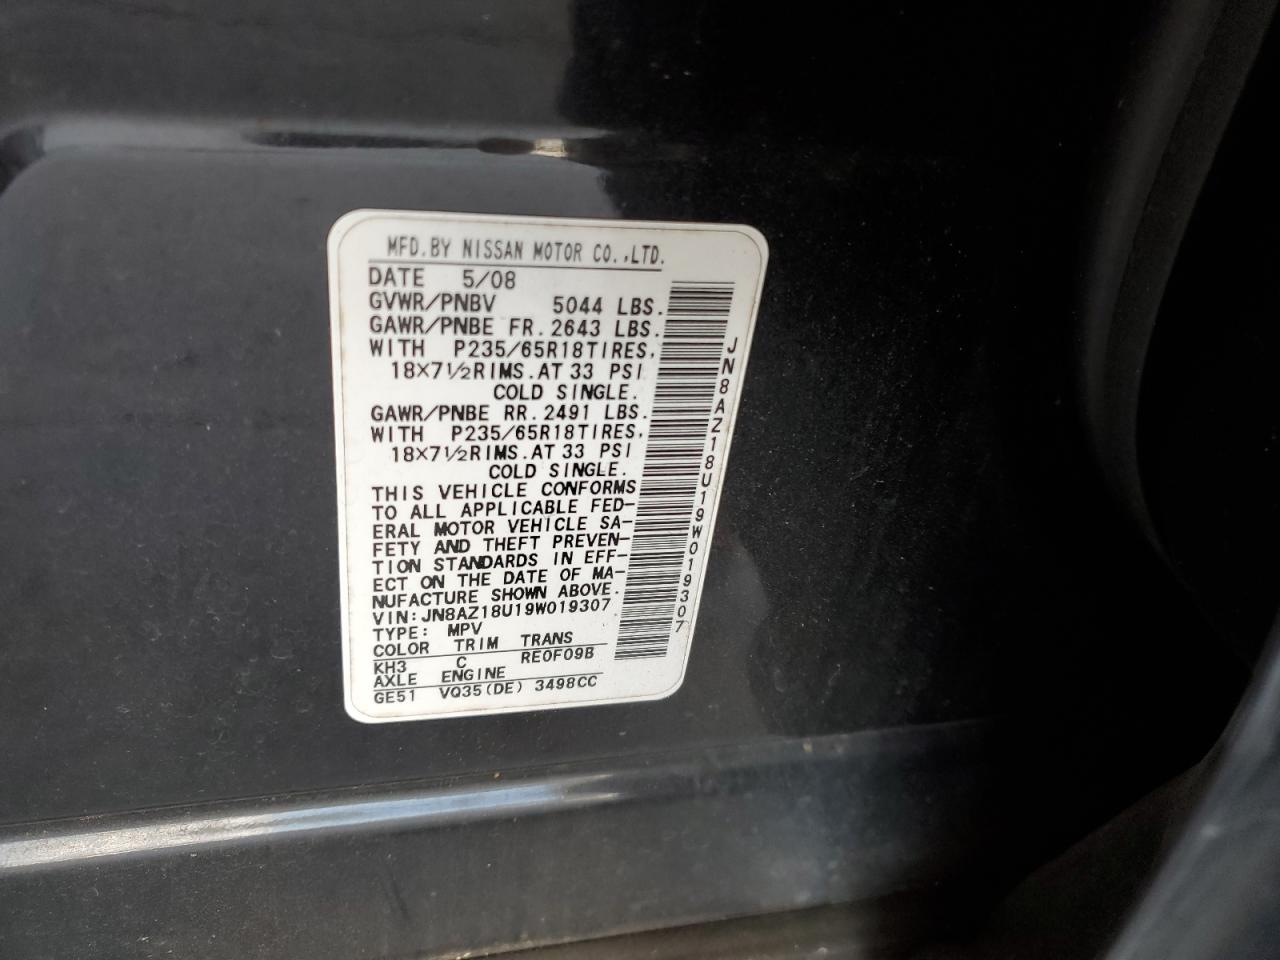 MFD.BY NISSAN MOTOR CO.,LTD.
DATE 5/08
GVWR/PNBV 5044 LBS.
GAWR/PNBE FR. 2643 LBS.
WITH P235/65R18TIRES,
18×7½RIMS.AT 33 PSI
COLD SINGLE.
GAWR/PNBE RR. 2491 LBS.
WITH P235/65R18TIRES,
18×7½RIMS.AT 33 PSI
COLD SINGLE.
THIS VEHICLE CONFORMS
TO ALL APPLICABLE FED-
ERAL MOTOR VEHICLE SA-
FETY AND THEFT PREVEN-
TION STANDARDS IN EFF-
ECT ON THE DATE OF MA-
NUFACTURE SHOWN ABOVE.
VIN: JN8AZ18U19W019307
TYPE: MPV
COLOR TRIM TRANS
KH3 C RE0F09B
AXLE ENGINE
GE51 VQ35(DE) 3498CC
JN8AZ18U19W019307